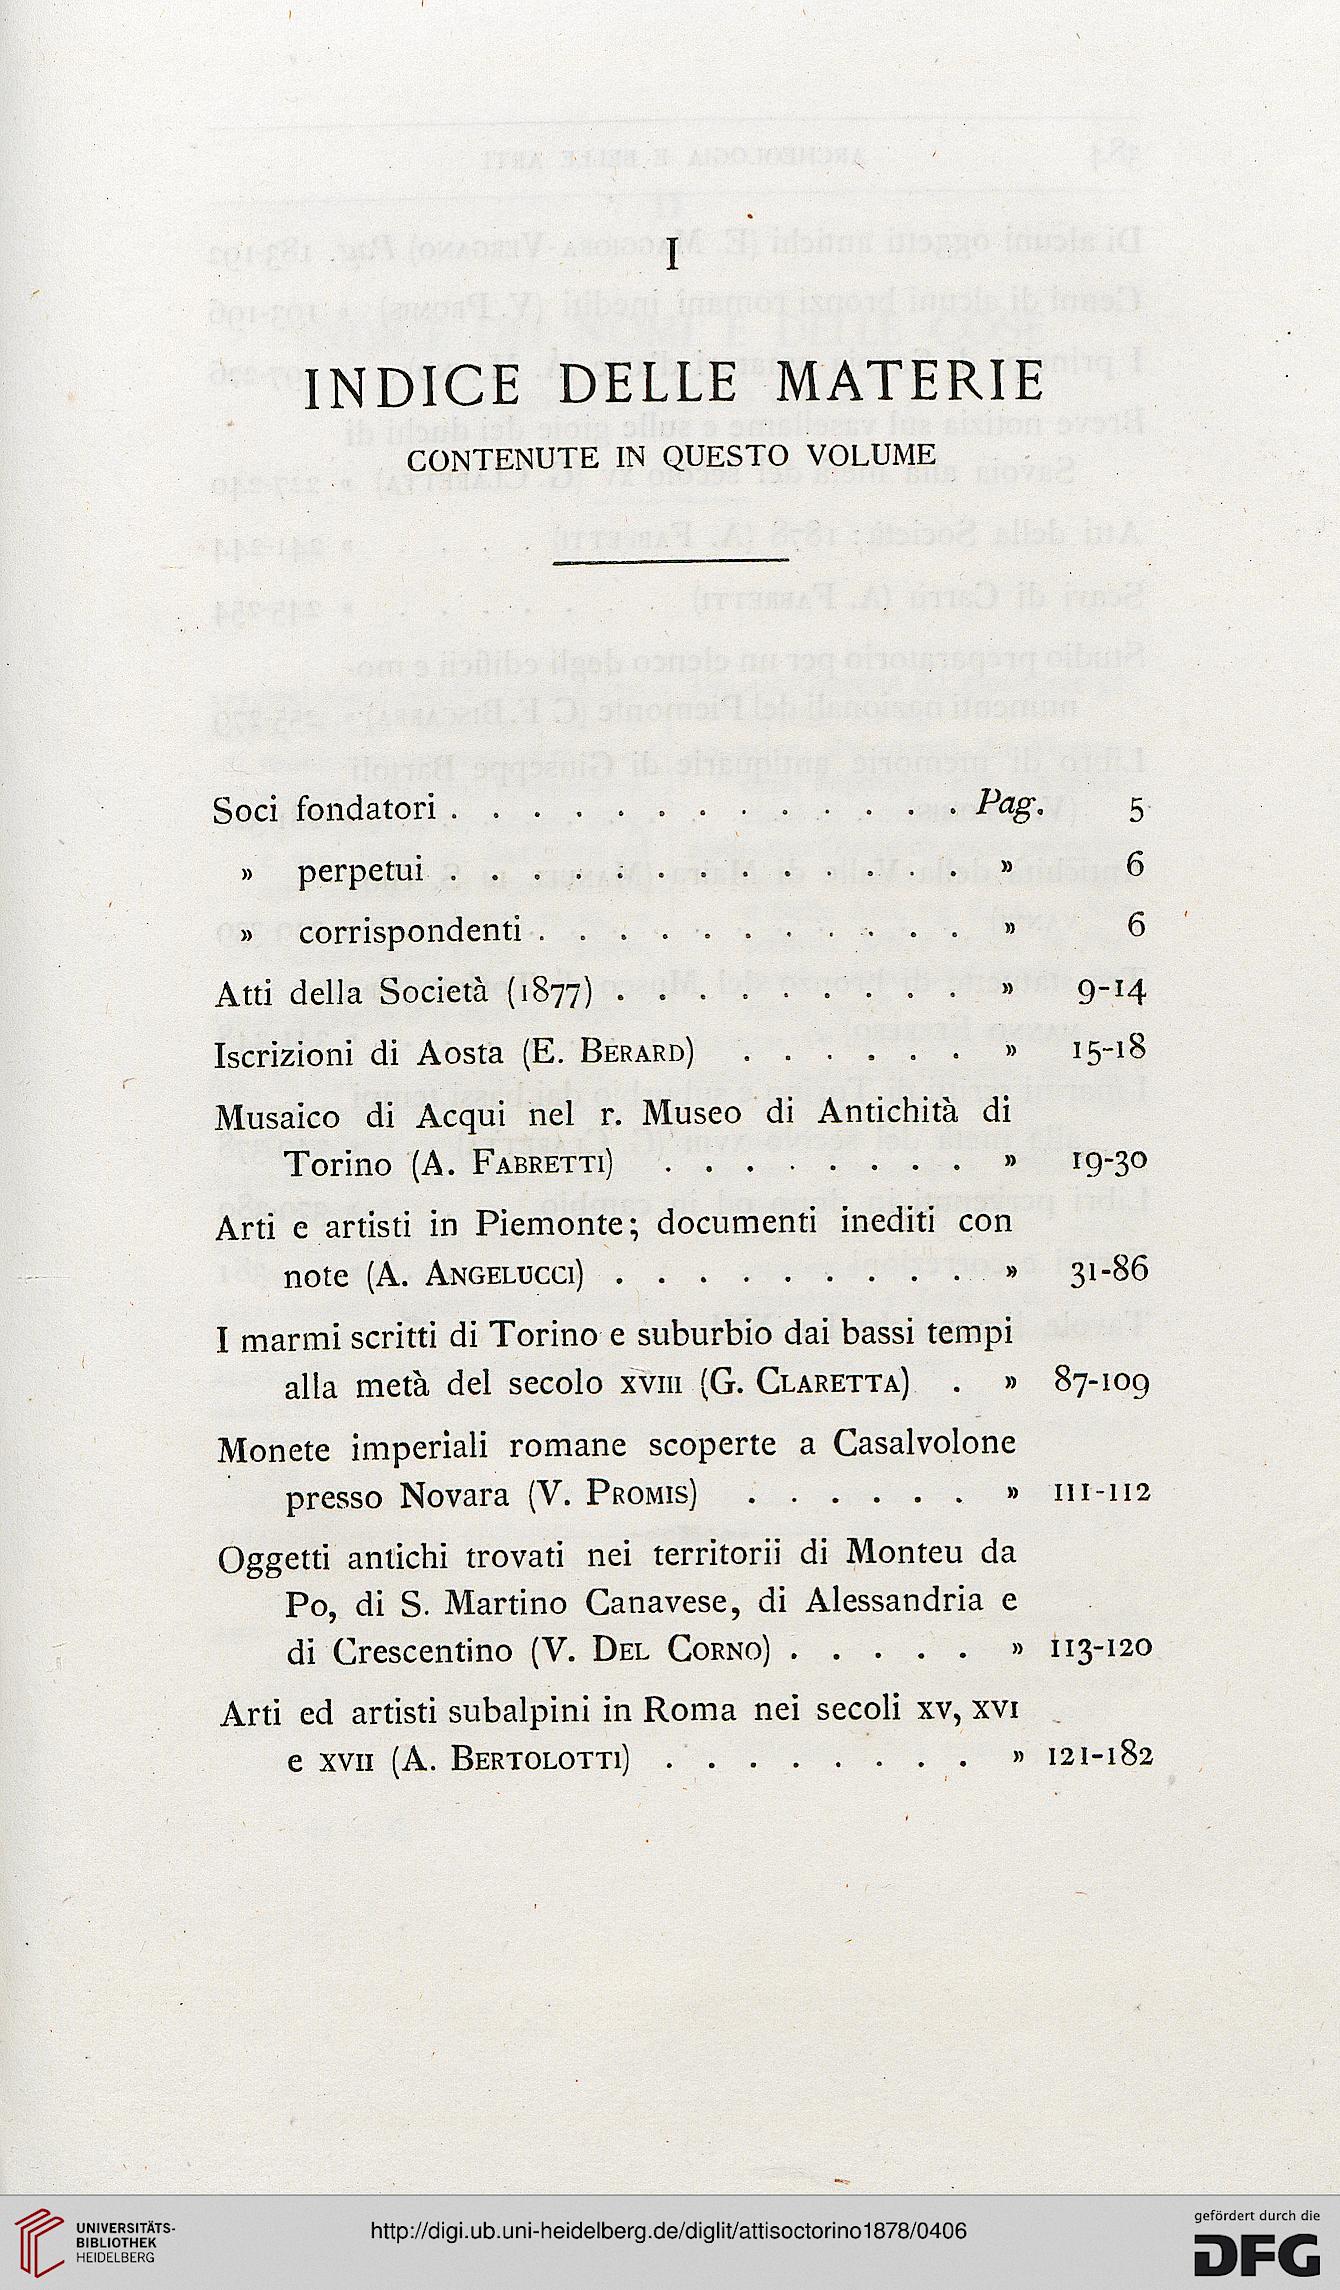 I
INDICE DELLE MATERIE
CONTENUTE IN QUESTO VOLUME
Soci fondatori . . . . . . . . . . . . . Pag. 5
» perpetui . . . . . . . . . . . . . » 6
» corrispondenti . . . . . . . . . . . » 6
Atti della Società (1877) . . . . . . . . . » 9-14
Iscrizioni di Aosta (E. BERARD) . . . . . . » 15-18
Musaico di Acqui nel r. Museo di Antichità di
Torino (A. FABRETTI) . . . . . . . . » 19-30
Arti e artisti in Piemonte; documenti inediti con
note (A. ANGELUCCI) . . . . . . . . . » 31-86
I marmi scritti di Torino e suburbio dai bassi tempi
alla metà del secolo XVIII (G. CLARETTA) . » 87-109
Monete imperiali romane scoperte a Casalvolone
presso Novara (V. PROMIS) . . . . . . » 111-112
Oggetti antichi trovati nei territorii di Monteu da
Po, di S. Martino Canavese, di Alessandria e
di Crescentino (V. DEL CORNO) . . . . . » 113-120
Arti ed artisti subalpini in Roma nei secoli XV, XVI
e XVII (A. BERTOLOTTI) . . . . . . . . » 121-182
UNIVERSITÄTS-
BIBLIOTHEK
HEIDELBERG
http://digi.ub.uni-heidelberg.de/diglit/attisoctorino1878/0406
gefördert durch die
DFG